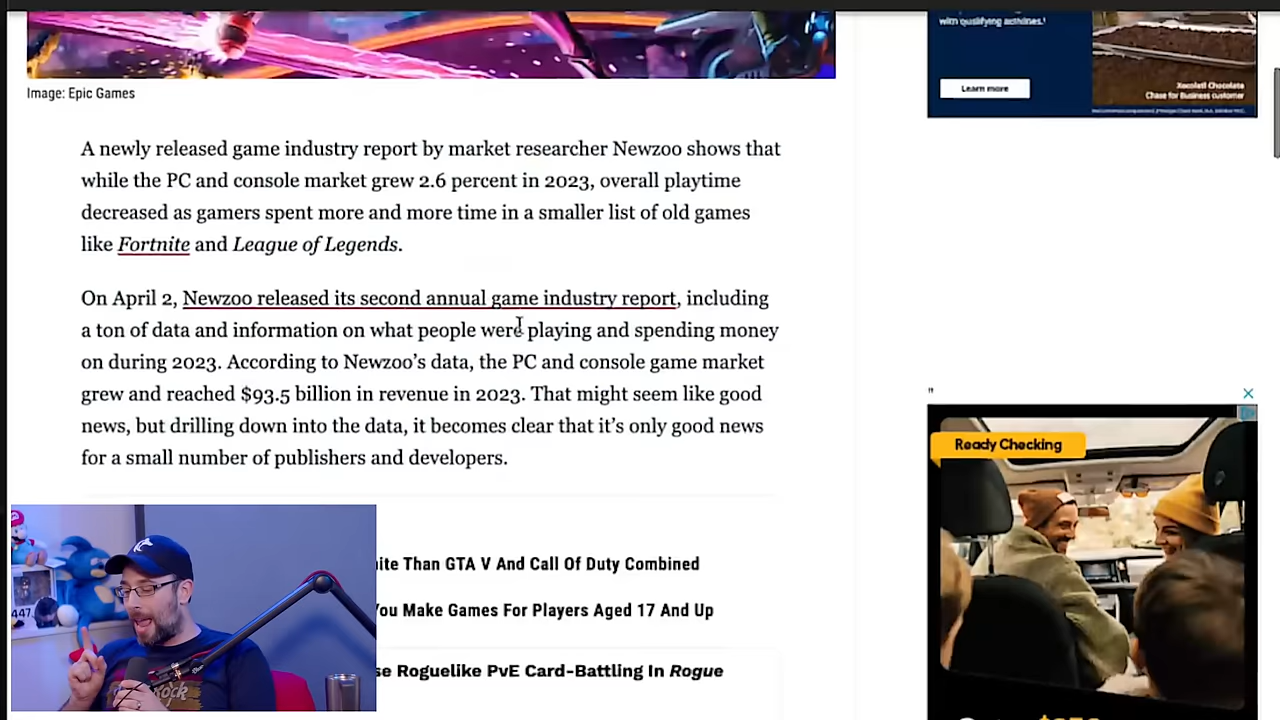 with qualifying activities.¹
Learn more
Xocolatl Chocolate
Chase for Business customer
Image: Epic Games
A newly released game industry report by market researcher Newzoo shows that
while the PC and console market grew 2.6 percent in 2023, overall playtime
decreased as gamers spent more and more time in a smaller list of old games
like Fortnite and League of Legends.
On April 2, Newzoo released its second annual game industry report, including
a ton of data and information on what people were playing and spending money
on during 2023. According to Newzoo’s data, the PC and console game market
grew and reached $93.5 billion in revenue in 2023. That might seem like good
news, but drilling down into the data, it becomes clear that it’s only good news
for a small number of publishers and developers.
Than GTA V And Call Of Duty Combined
You Make Games For Players Aged 17 And Up
Roguelike PvE Card-Battling In Rogue
"
Ready Checking
447